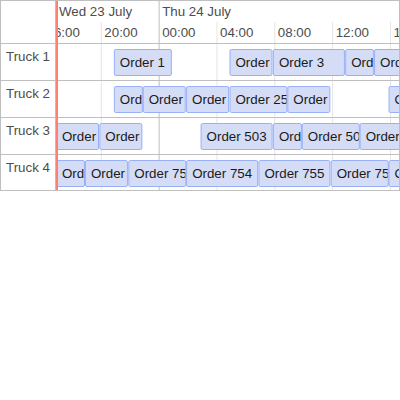 Wed 23 July Thu 24 July
6:00 20:00 00:00 04:00 08:00 12:00 1
Truck 1 Order 1 Order Order 3 Ord Ord
Truck 2 Ord Order Order Order 25 Order
Truck 3 Order Order Order 503 Ord Order 50 Order
Truck 4 Ord Order Order 75 Order 754 Order 755 Order 75